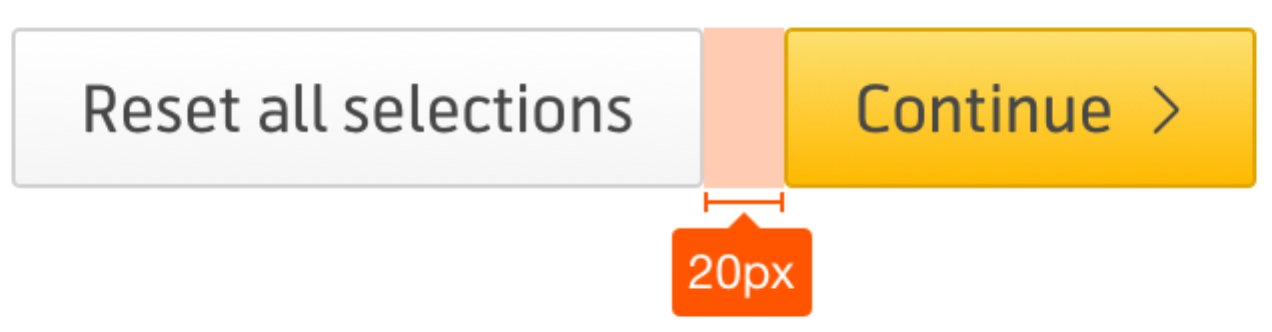 Reset all selections
Continue
20px